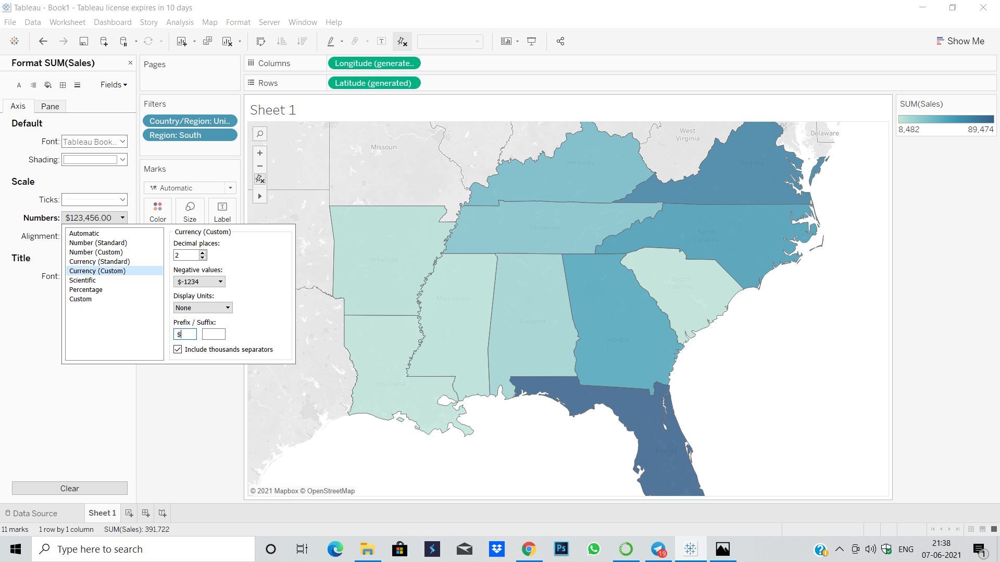 Tableau - Book1 - Tableau license expires in 10 days
File Data Worksheet Dashboard Story Analysis Map Format Server Window Help
Show Me
Format SUM(Sales)
Fields
Axis Pane
Default
Font: Tableau Book..
Shading:
Scale
Ticks:
Numbers: $123,456.00
Alignment:
Title
Font:
Automatic
Number (Standard)
Number (Custom)
Currency (Standard)
Currency (Custom)
Scientific
Percentage
Custom
Currency (Custom)
Decimal places:
2
Negative values:
$-1234
Display Units:
None
Prefix / Suffix:
$
Include thousands separators
Clear
Pages
Filters
Country/Region: Uni..
Region: South
Marks
Automatic
Color Size Label
Columns Longitude (generate..
Rows Latitude (generated)
Sheet 1
Missouri
West Virginia
DC
Delaware
Kentucky
Virginia
Tennessee
North Carolina
Arkansas
South Carolina
Mississippi
Alabama
Georgia
Louisiana
Florida
© 2021 Mapbox © OpenStreetMap
SUM(Sales)
8,482 89,474
Data Source Sheet 1
11 marks 1 row by 1 column SUM(Sales): 391,722
Type here to search
Ps
19
ENG
21:38
07-06-2021
1